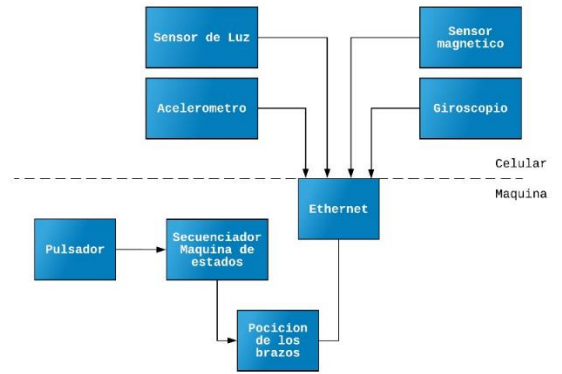 Sensor de Luz
Sensor
magnetico
Acelerometro
Giroscopio
Celular
Maquina
Ethernet
Pulsador
Secuenciador
Maquina de
estados
Pocicion
de los
brazos